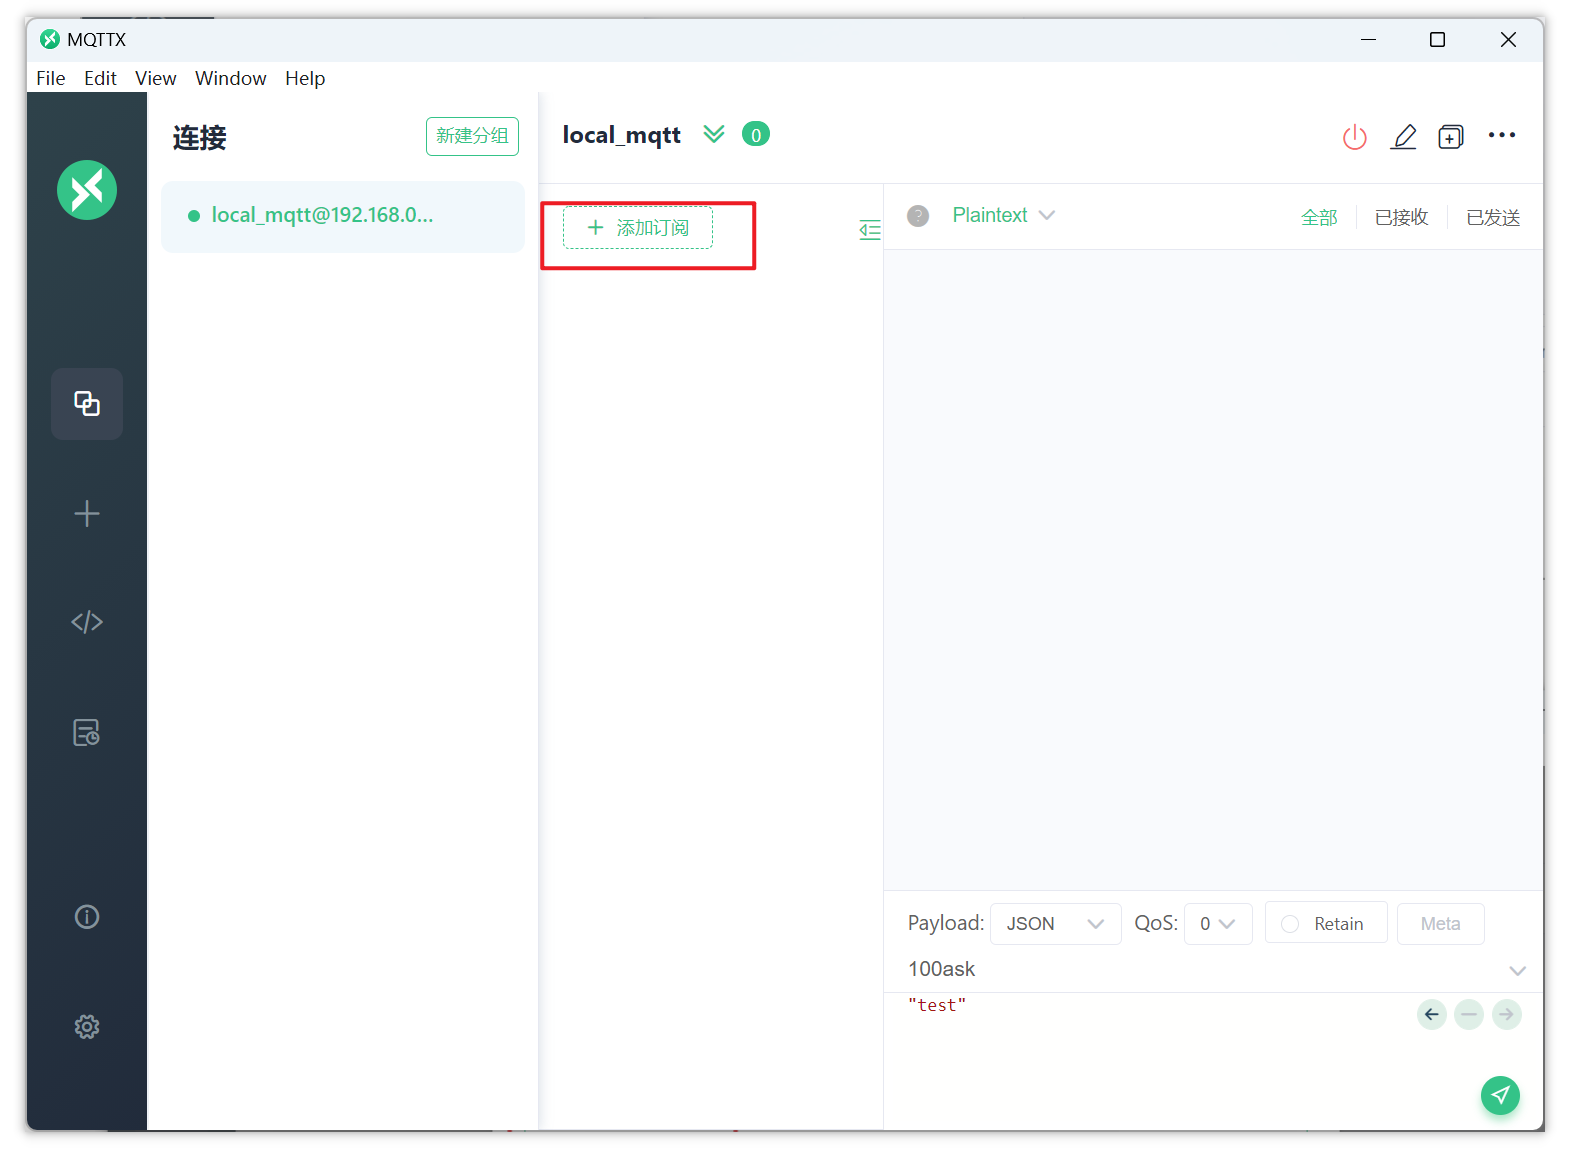 MQTTX
File Edit View Window Help
连接
新建分组
local_mqtt@192.168.0...
local_mqtt 0
+ 添加订阅
? Plaintext 全部 已接收 已发送
Payload: JSON QoS: 0 Retain Meta
100ask
"test"